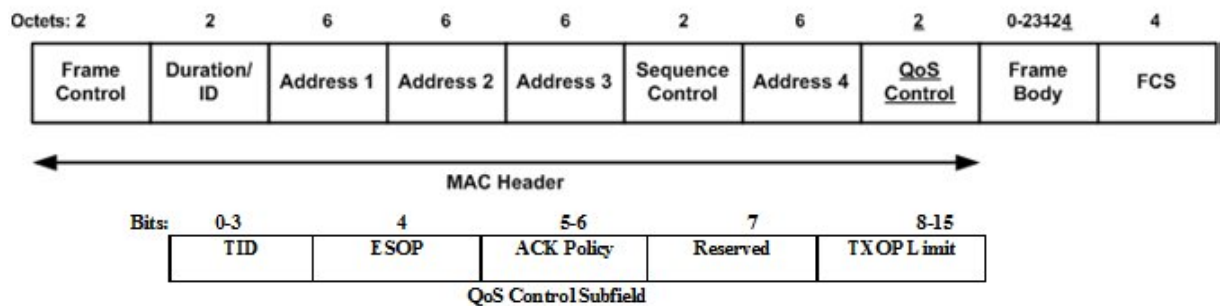 Octets: 2 2 6 6 6 2 6 2 0-23124 4
Frame Control Duration/ ID Address 1 Address 2 Address 3 Sequence Control Address 4 QoS Control Frame Body FCS
MAC Header
Bits: 0-3 4 5-6 7 8-15
TID ESOP ACK Policy Reserved TXOP Limit
QoS Control Subfield